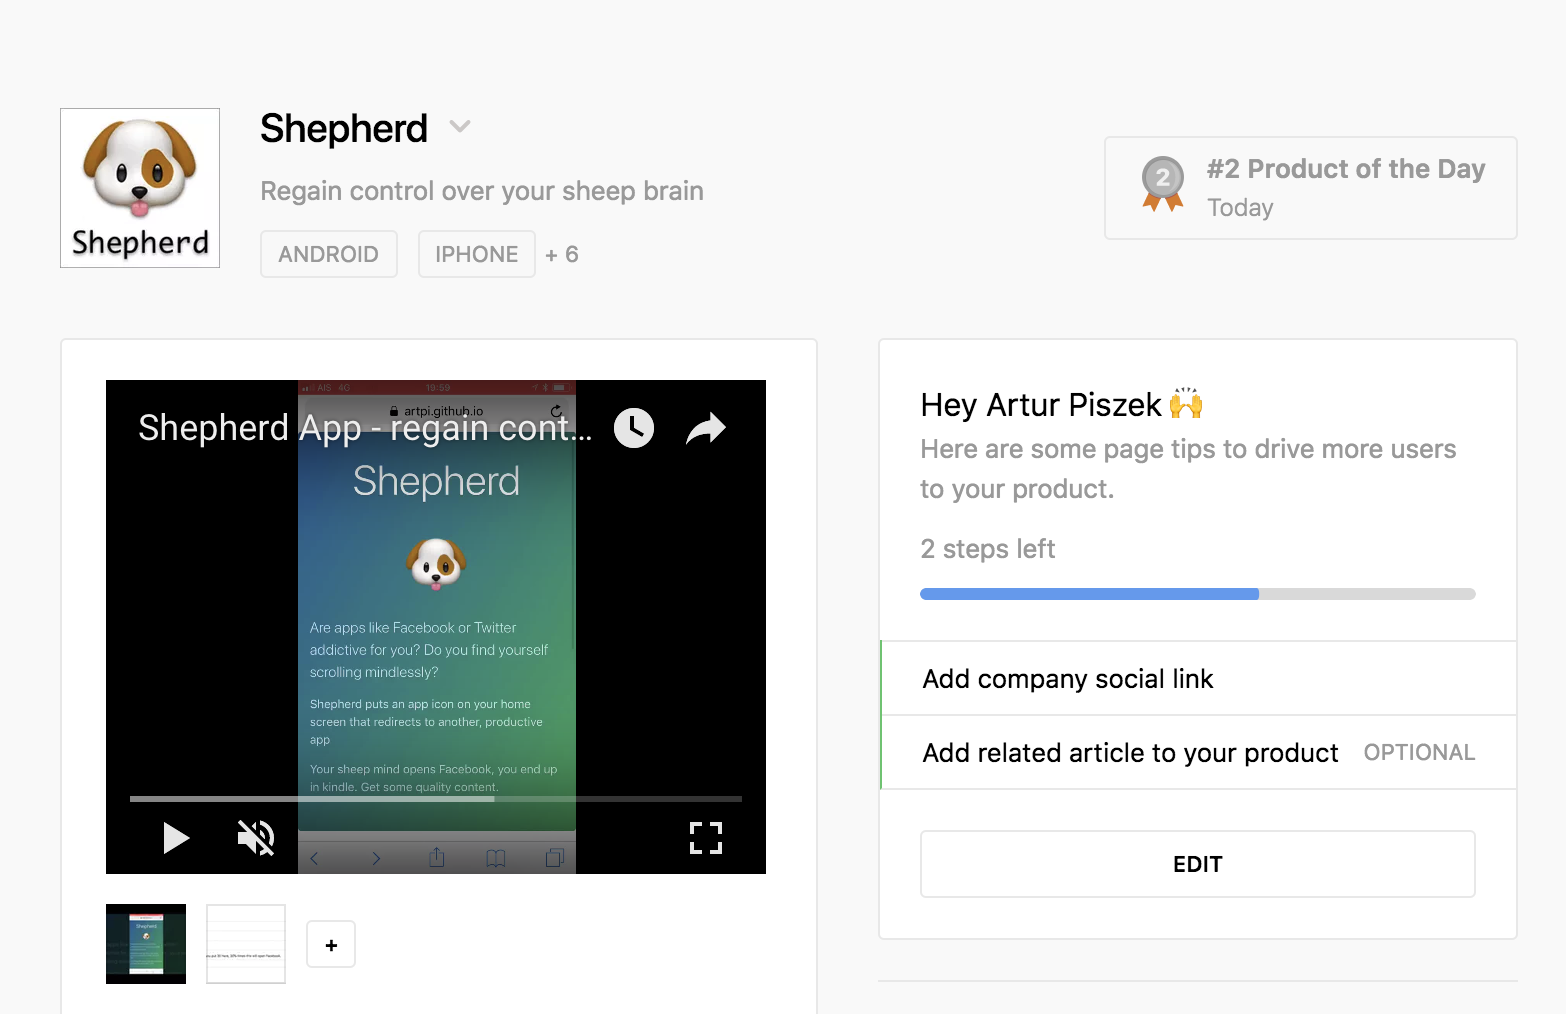 Shepherd
Shepherd
Regain control over your sheep brain
ANDROID
IPHONE
+ 6
2
#2 Product of the Day
Today
AIS 4G
19:59
artpi.github.io
Shepherd App - regain cont...
Shepherd
Are apps like Facebook or Twitter
addictive for you? Do you find yourself
scrolling mindlessly?
Shepherd puts an app icon on your home
screen that redirects to another, productive
app
Your sheep mind opens Facebook, you end up
in kindle. Get some quality content.
Shepherd
+
Hey Artur Piszek
Here are some page tips to drive more users
to your product.
2 steps left
Add company social link
Add related article to your product OPTIONAL
EDIT